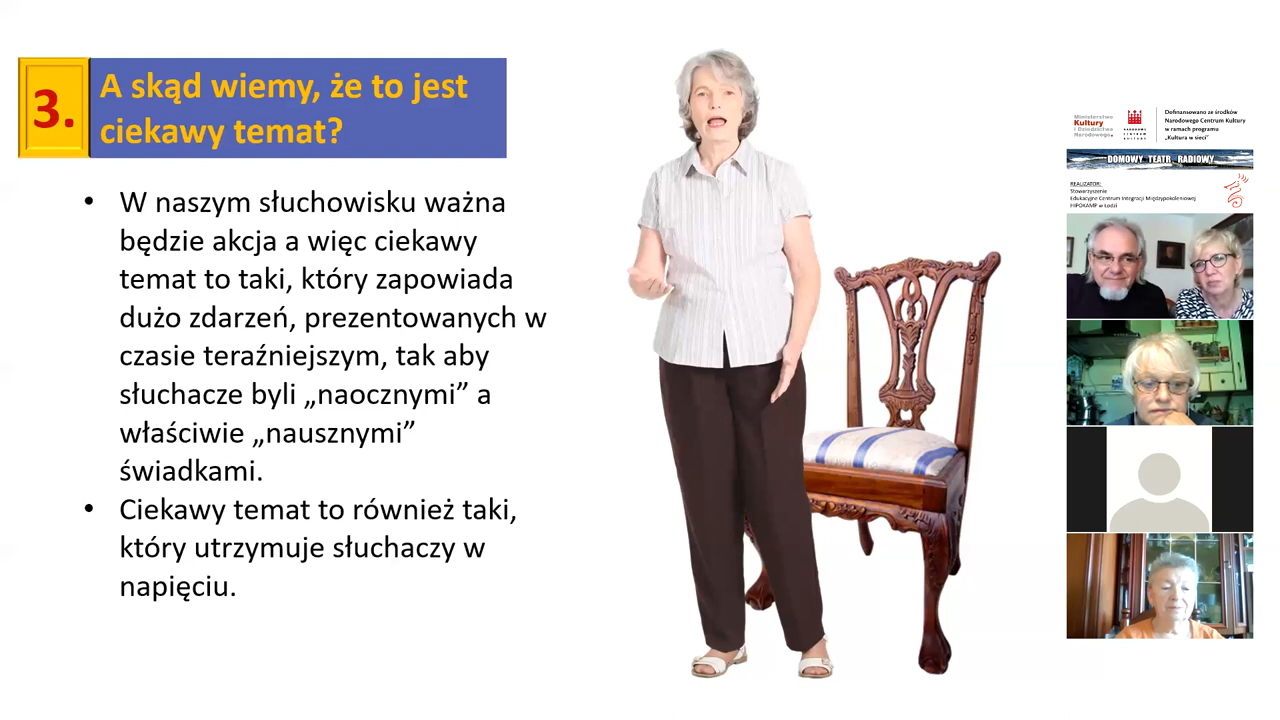 3.
A skąd wiemy, że to jest
ciekawy temat?
• W naszym słuchowisku ważna
będzie akcja a więc ciekawy
temat to taki, który zapowiada
dużo zdarzeń, prezentowanych w
czasie teraźniejszym, tak aby
słuchacze byli „naocznymi” a
właściwie „nausznymi”
świadkami.
• Ciekawy temat to również taki,
który utrzymuje słuchaczy w
napięciu.
Ministerstwo
Kultury
i Dziedzictwa
Narodowego.
NARODOWE
CENTRUM
KULTURY
Dofinansowano ze środków
Narodowego Centrum Kultury
w ramach programu
„Kultura w sieci”
DOMOWY TEATR RADIOWY
REALIZATOR:
Stowarzyszenie
Edukacyjne Centrum Integracji Międzypokoleniowej
HIPOKAMP w Łodzi